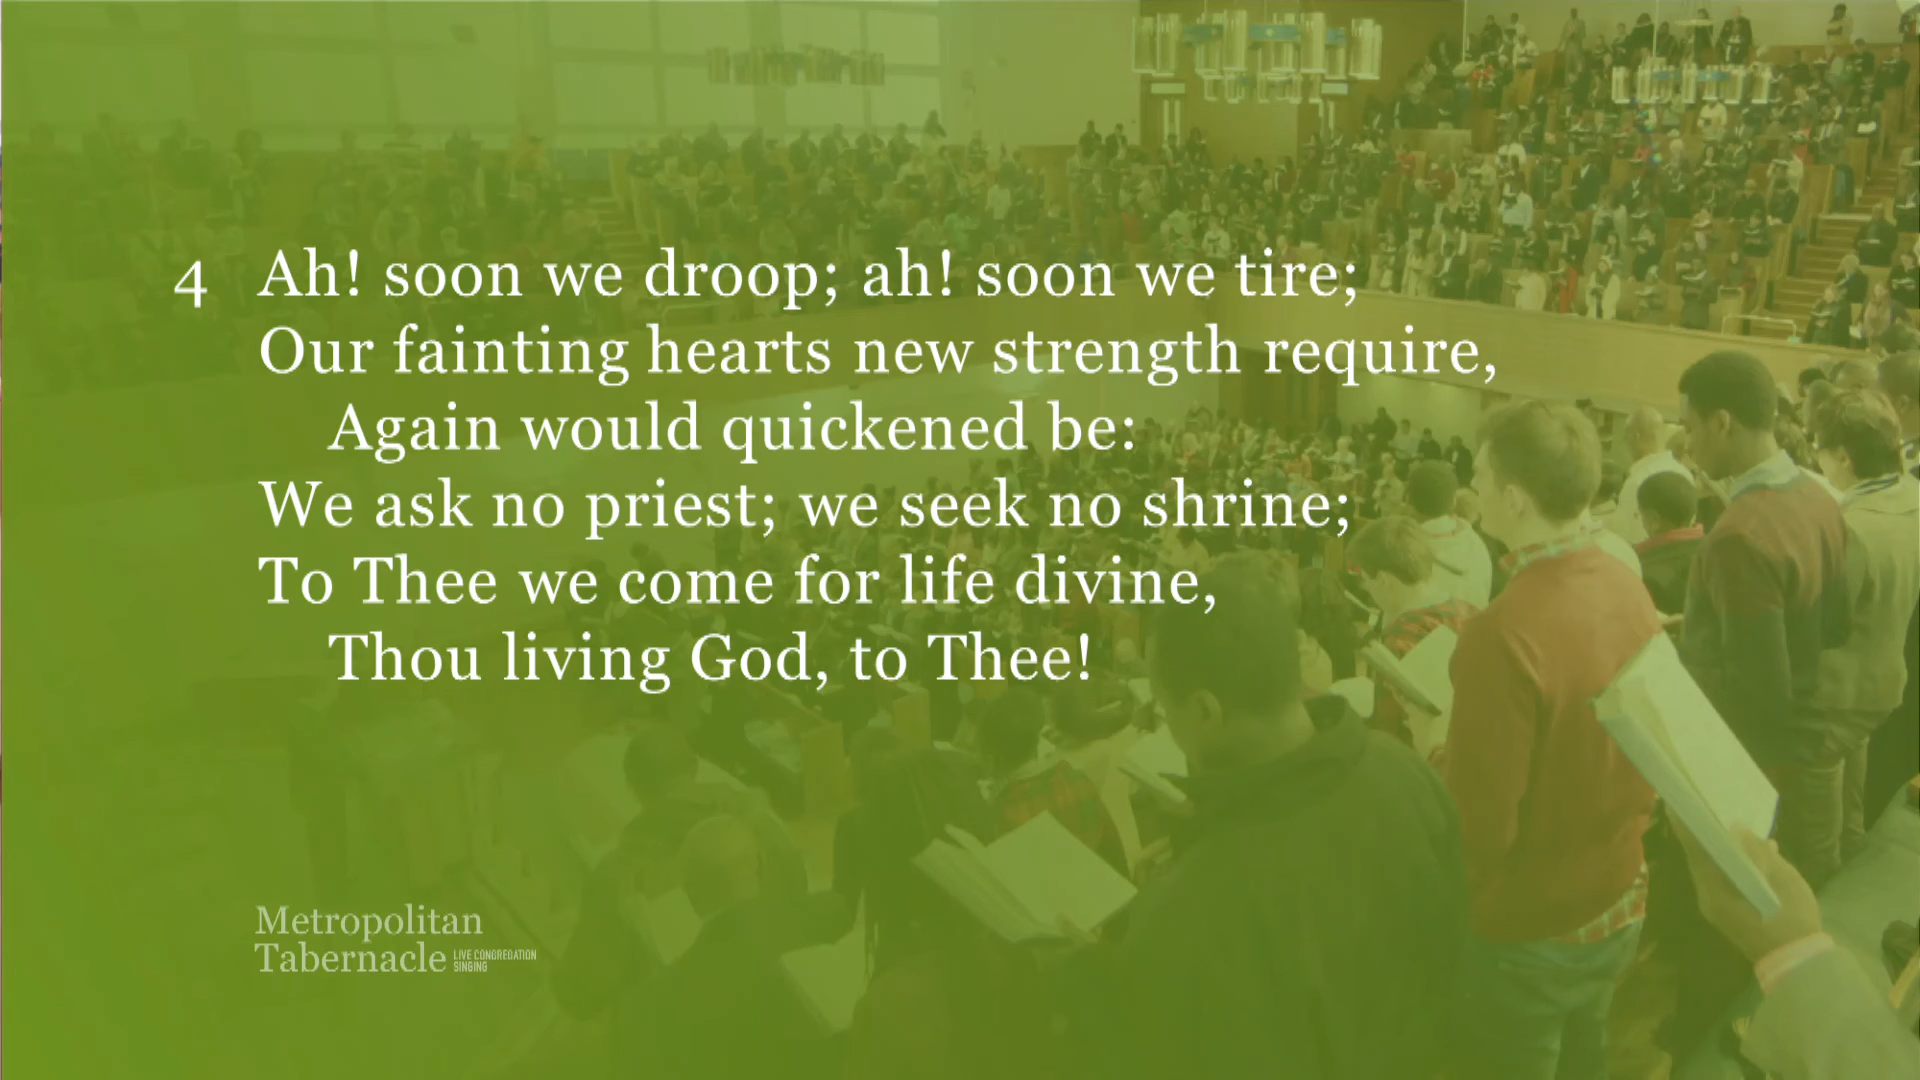 4 Ah! soon we droop; ah! soon we tire;
Our fainting hearts new strength require,
Again would quickened be:
We ask no priest; we seek no shrine;
To Thee we come for life divine,
Thou living God, to Thee!
Metropolitan
Tabernacle LIVE CONGREGATION
SINGING